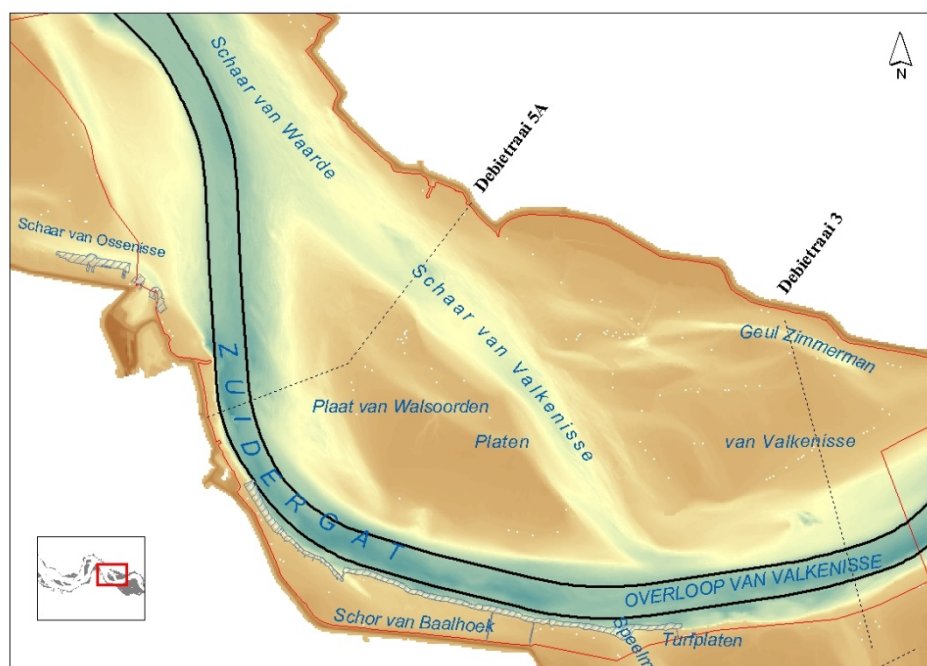 N
Schaar van Waarde
Debietraai 5A
Schaar van Ossenisse
Debietraai 3
Schaar van Valkenisse
Geul Zimmerman
ZUIDERGAT
Plaat van Walsoorden
Platen
van Valkenisse
OVERLOOP VAN VALKENISSE
Schor van Baalhoek
Speelm
Turfplaten